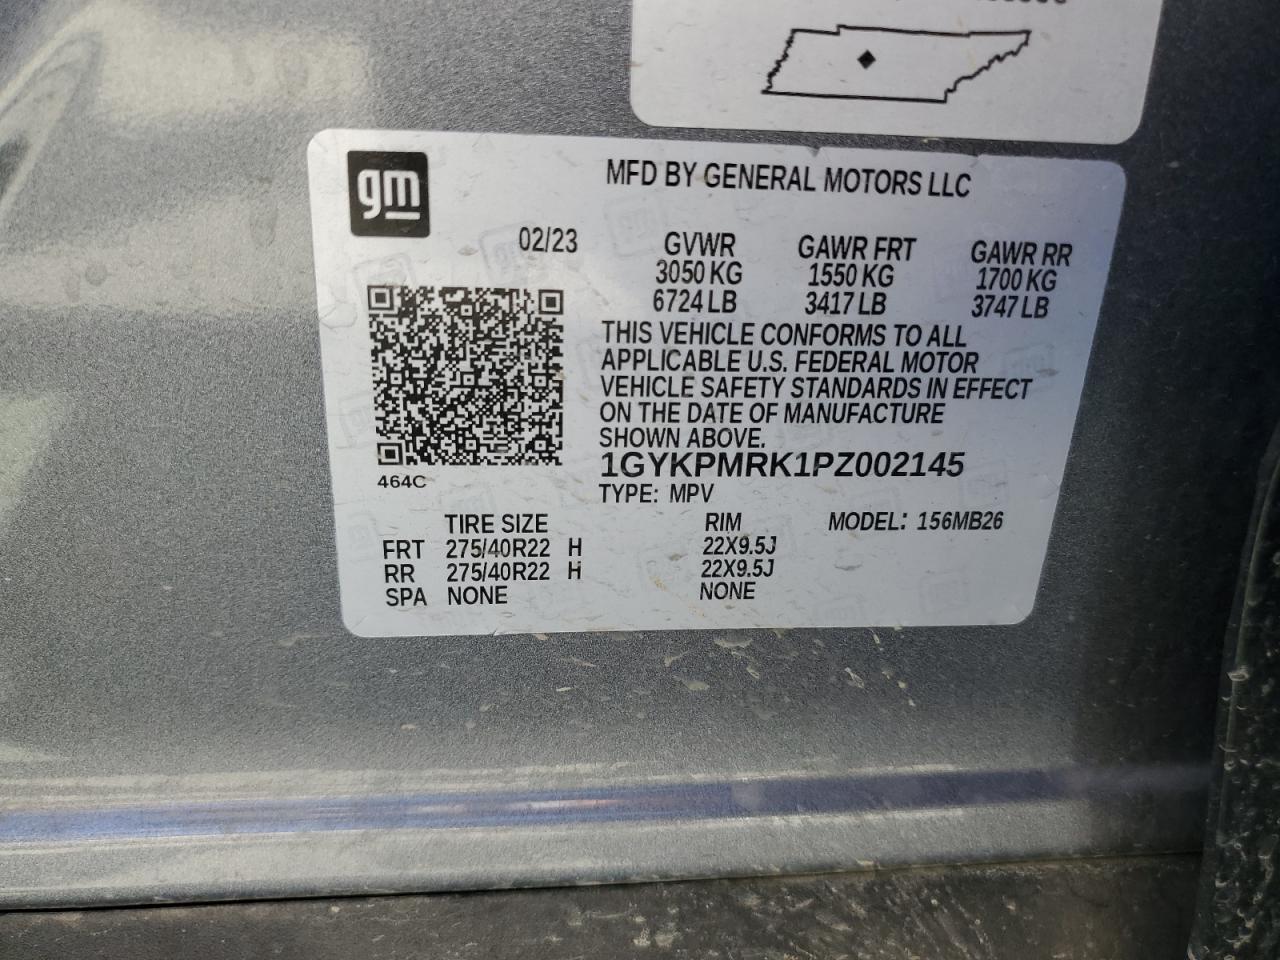 gm
MFD BY GENERAL MOTORS LLC
02/23
GVWR GAWR FRT GAWR RR
3050 KG 1550 KG 1700 KG
6724 LB 3417 LB 3747 LB
THIS VEHICLE CONFORMS TO ALL
APPLICABLE U.S. FEDERAL MOTOR
VEHICLE SAFETY STANDARDS IN EFFECT
ON THE DATE OF MANUFACTURE
SHOWN ABOVE.
1GYKPMRK1PZ002145
464C
TYPE: MPV
TIRE SIZE RIM MODEL: 156MB26
FRT 275/40R22 H 22X9.5J
RR 275/40R22 H 22X9.5J
SPA NONE NONE